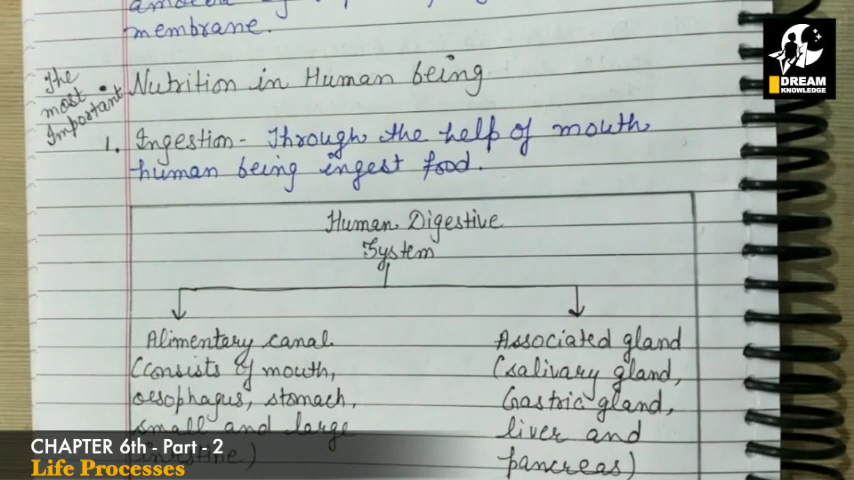 membrane.
The
most
Important
Nutrition in Human being
1. Ingestion - Through the help of mouth
human being ingest food.
Human Digestive
System
Alimentary canal
(consists of mouth,
oesophagus, stomach,
small and large
Associated gland
(salivary gland,
Gastric gland,
liver and
pancreas)
DREAM
KNOWLEDGE
CHAPTER 6th - Part - 2
Life Processes